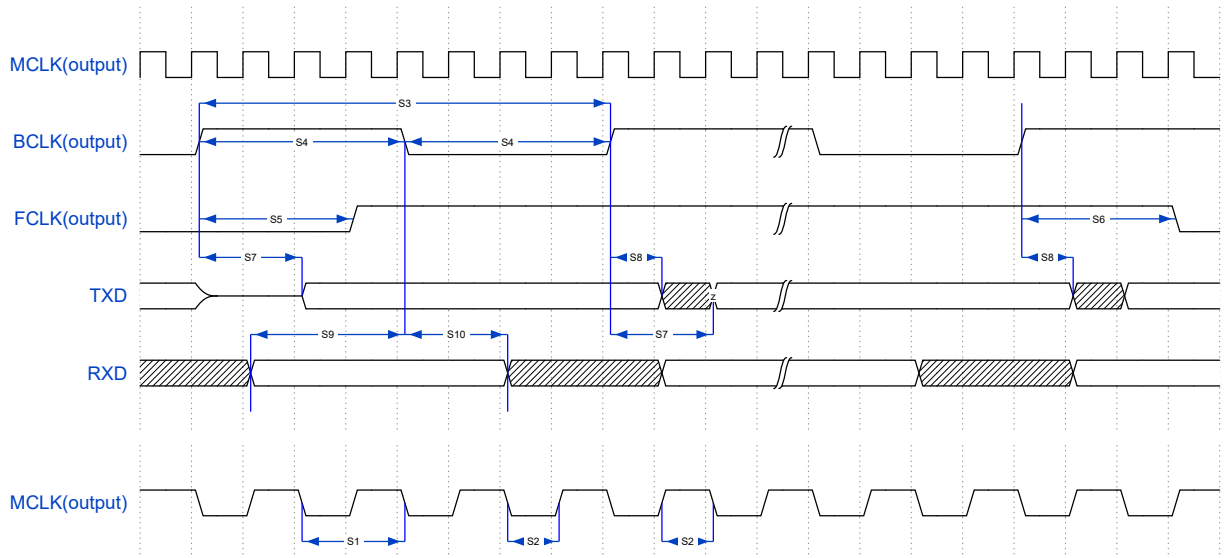 MCLK(output)
S3
BCLK(output)
S4 S4
FCLK(output)
S5 S6
S7 S8 S8
TXD
z
S9 S10 S7
RXD
MCLK(output)
S1 S2 S2